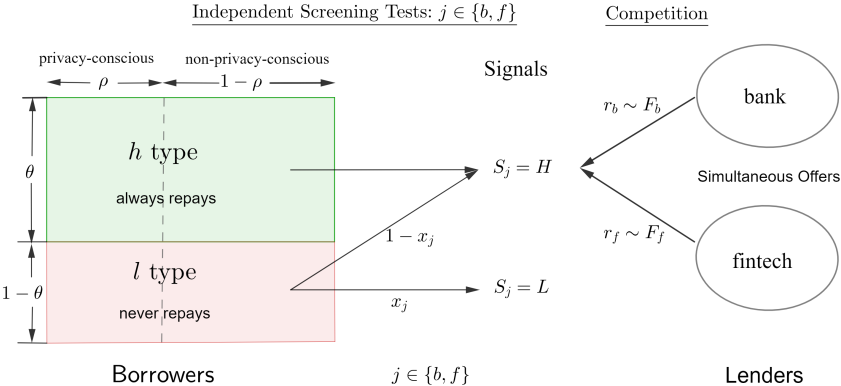 Independent Screening Tests: j ∈ {b, f}
Competition
privacy-conscious
non-privacy-conscious
ρ
1 − ρ
Signals
bank
r_b ∼ F_b
h type
always repays
θ
S_j = H
Simultaneous Offers
1 − x_j
r_f ∼ F_f
fintech
l type
never repays
1 − θ
S_j = L
x_j
Borrowers
j ∈ {b, f}
Lenders